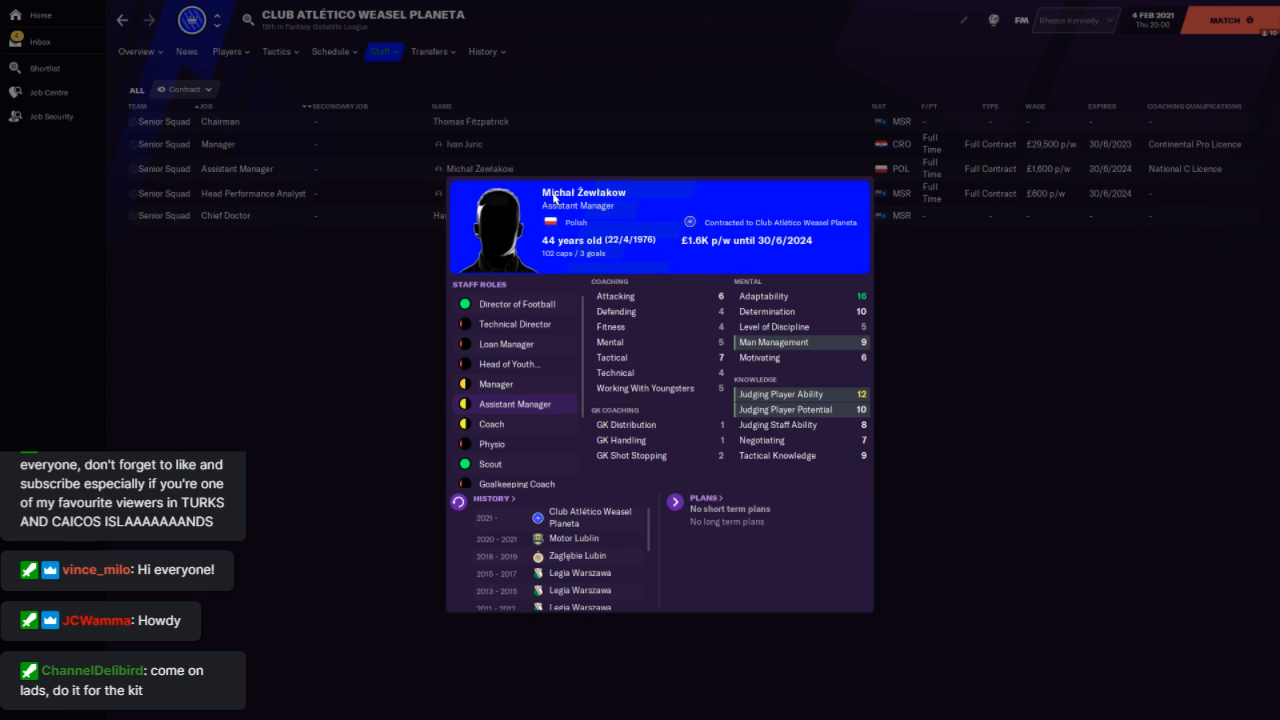 Home
Inbox
Shortlist
Job Centre
Job Security
CLUB ATLÉTICO WEASEL PLANETA
FM
Rheece Kennedy
4 FEB 2021
Thu 20:00
MATCH
10
Overview
News
Players
Tactics
Schedule
Staff
Transfers
History
ALL
Contract
TEAM JOB SECONDARY JOB NAME NAT F/PT TYPE WAGE EXPIRES COACHING QUALIFICATIONS
Senior Squad Chairman - Thomas Fitzpatrick MSR - - - - -
Senior Squad Manager - Ivan Juric CRO Full Time Full Contract £29,500 p/w 30/6/2023 Continental Pro Licence
Senior Squad Assistant Manager - Michał Żewłakow POL Full Time Full Contract £1,600 p/w 30/6/2024 National C Licence
Senior Squad Head Performance Analyst - MSR Full Time Full Contract £600 p/w 30/6/2024 -
Senior Squad Chief Doctor - MSR - - - - -
Michał Żewłakow
Assistant Manager
Polish
Contracted to Club Atlético Weasel Planeta
44 years old (22/4/1976)
£1.6K p/w until 30/6/2024
102 caps / 3 goals
STAFF ROLES
Director of Football
Technical Director
Loan Manager
Head of Youth...
Manager
Assistant Manager
Coach
Physio
Scout
Goalkeeping Coach
COACHING
Attacking 6
Defending 4
Fitness 4
Mental 5
Tactical 7
Technical 4
Working With Youngsters 5
GK COACHING
GK Distribution 1
GK Handling 1
GK Shot Stopping 2
MENTAL
Adaptability 16
Determination 10
Level of Discipline 5
Man Management 9
Motivating 6
KNOWLEDGE
Judging Player Ability 12
Judging Player Potential 10
Judging Staff Ability 8
Negotiating 7
Tactical Knowledge 9
HISTORY >
2021 - Club Atlético Weasel Planeta
2020 - 2021 Motor Lublin
2018 - 2019 Zagłębie Lubin
2015 - 2017 Legia Warszawa
2013 - 2015 Legia Warszawa
2011 - 2012 Legia Warszawa
PLANS >
No short term plans
No long term plans
everyone, don't forget to like and
subscribe especially if you're one
of my favourite viewers in TURKS
AND CAICOS ISLAAAAAANDS
vince_milo: Hi everyone!
JCWamma: Howdy
ChannelDelibird: come on
lads, do it for the kit